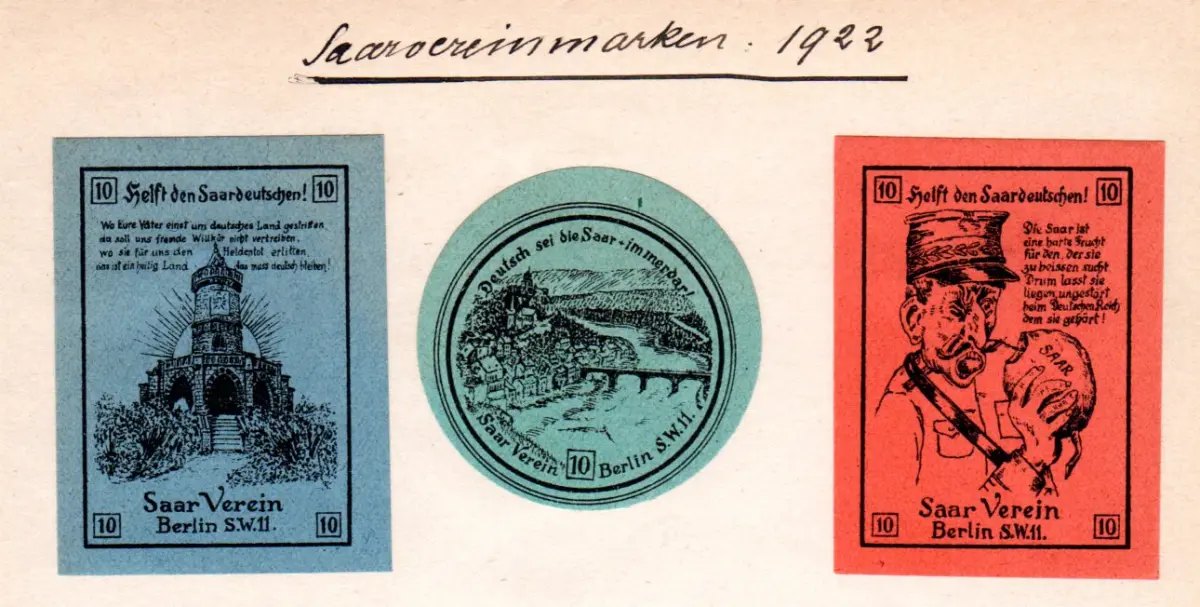 Saarvereinmarken. 1922
10 Helft den Saardeutschen! 10
Wo Eure Väter einst um deutsches Land gestritten,
da soll uns fremde Willkür nicht vertreiben,
wo sie für uns den Heldentot erlitten,
das ist ein heilig Land das muss deutsch bleiben!
Saar Verein
10 Berlin S.W.11. 10
Deutsch sei die Saar - immerdar!
Saar Verein 10 Berlin S.W.11.
10 Helft den Saardeutschen! 10
Die Saar ist
eine harte Frucht
für den, der sie
zu beissen sucht.
Drum lasst sie
liegen, ungestört
beim Deutschen Reich
dem sie gehört!
SAAR
Saar Verein
10 Berlin S.W.11. 10